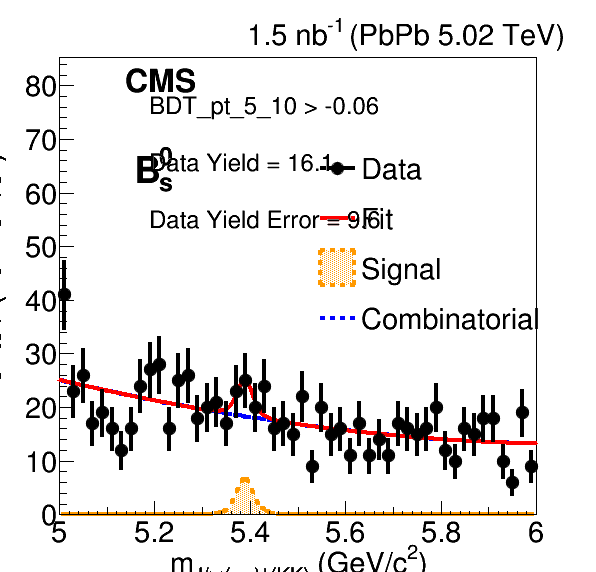 1.5 nb⁻¹ (PbPb 5.02 TeV)
CMS
BDT_pt_5_10 > -0.06
Data Yield = 16.1
B⁰ₛ
Data Yield Error = 9.6
Data
Fit
Signal
Combinatorial
80
70
60
50
40
30
20
10
0
5 5.2 5.4 5.6 5.8 6
m (GeV/c²)